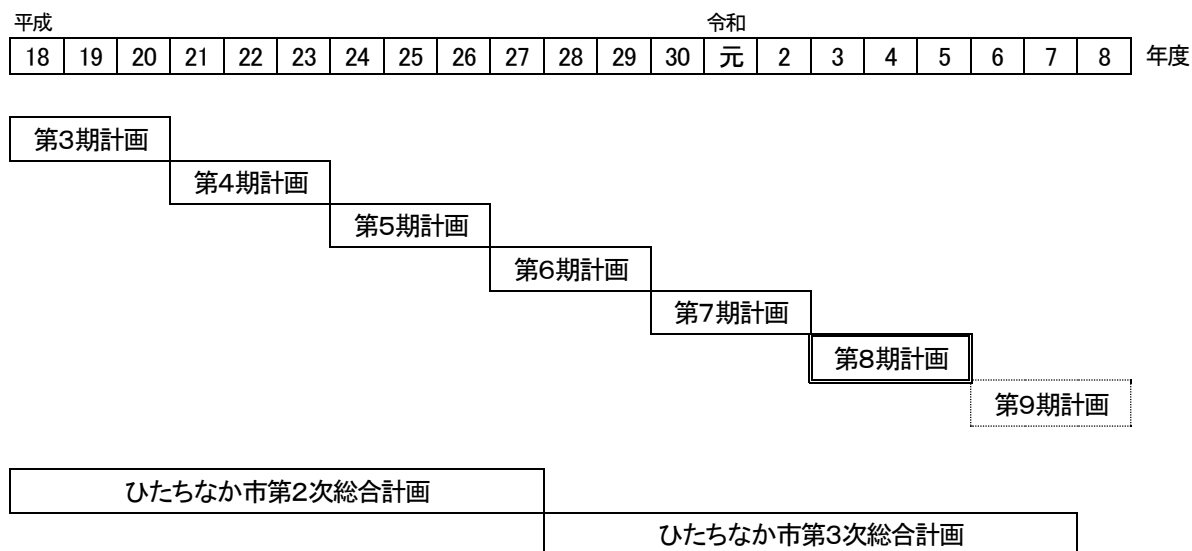 平成 令和
18 19 20 21 22 23 24 25 26 27 28 29 30 元 2 3 4 5 6 7 8 年度
第3期計画
第4期計画
第5期計画
第6期計画
第7期計画
第8期計画
第9期計画
ひたちなか市第2次総合計画
ひたちなか市第3次総合計画